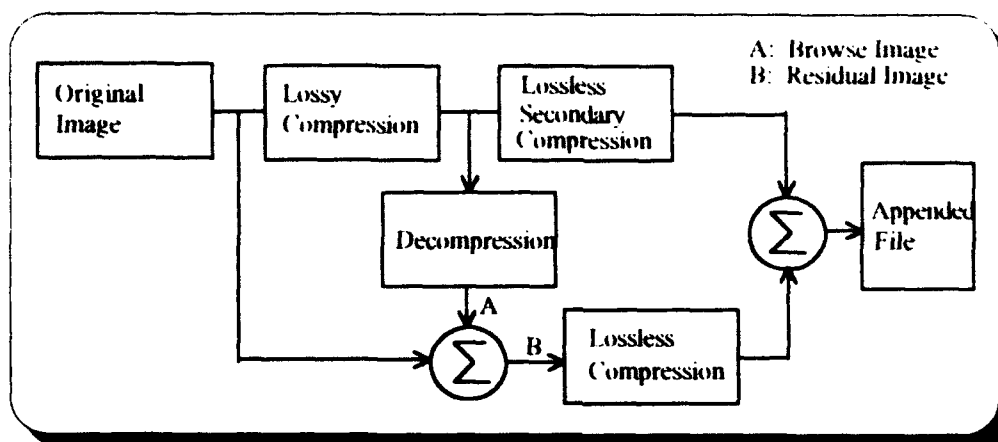 A: Browse Image
B: Residual Image
Original
Image
Lossy
Compression
Lossless
Secondary
Compression
Decompression
Appended
File
A
Σ
B
Lossless
Compression
Σ